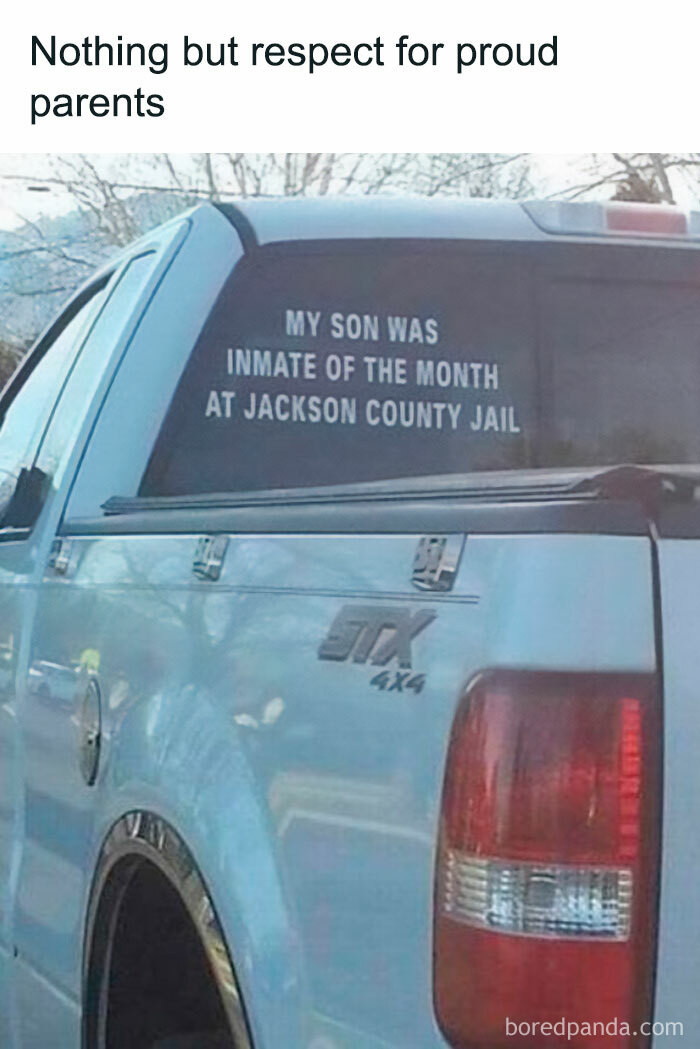 Nothing but respect for proud
parents
MY SON WAS
INMATE OF THE MONTH
AT JACKSON COUNTY JAIL
STX
4X4
boredpanda.com